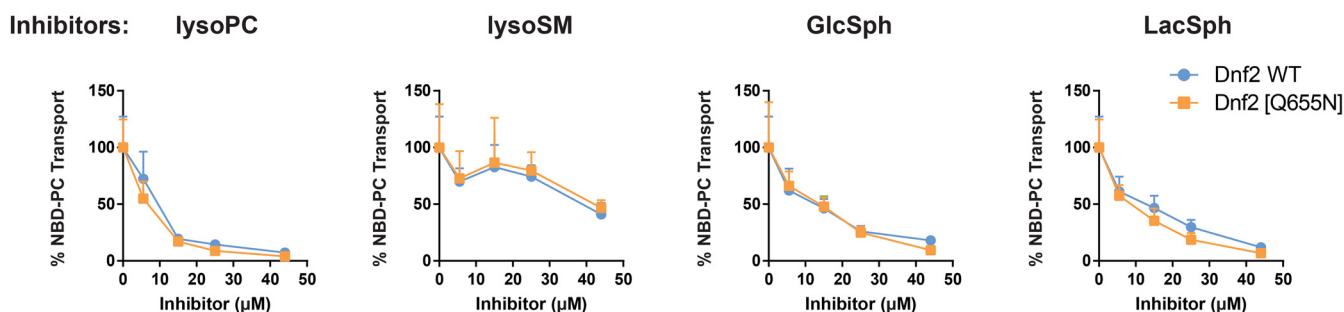 Inhibitors: lysoPC lysoSM GlcSph LacSph
Dnf2 WT
Dnf2 [Q655N]
% NBD-PC Transport
150
100
50
0
0 10 20 30 40 50
Inhibitor (µM)
% NBD-PC Transport
150
100
50
0
0 10 20 30 40 50
Inhibitor (µM)
% NBD-PC Transport
150
100
50
0
0 10 20 30 40 50
Inhibitor (µM)
% NBD-PC Transport
150
100
50
0
0 10 20 30 40 50
Inhibitor (µM)